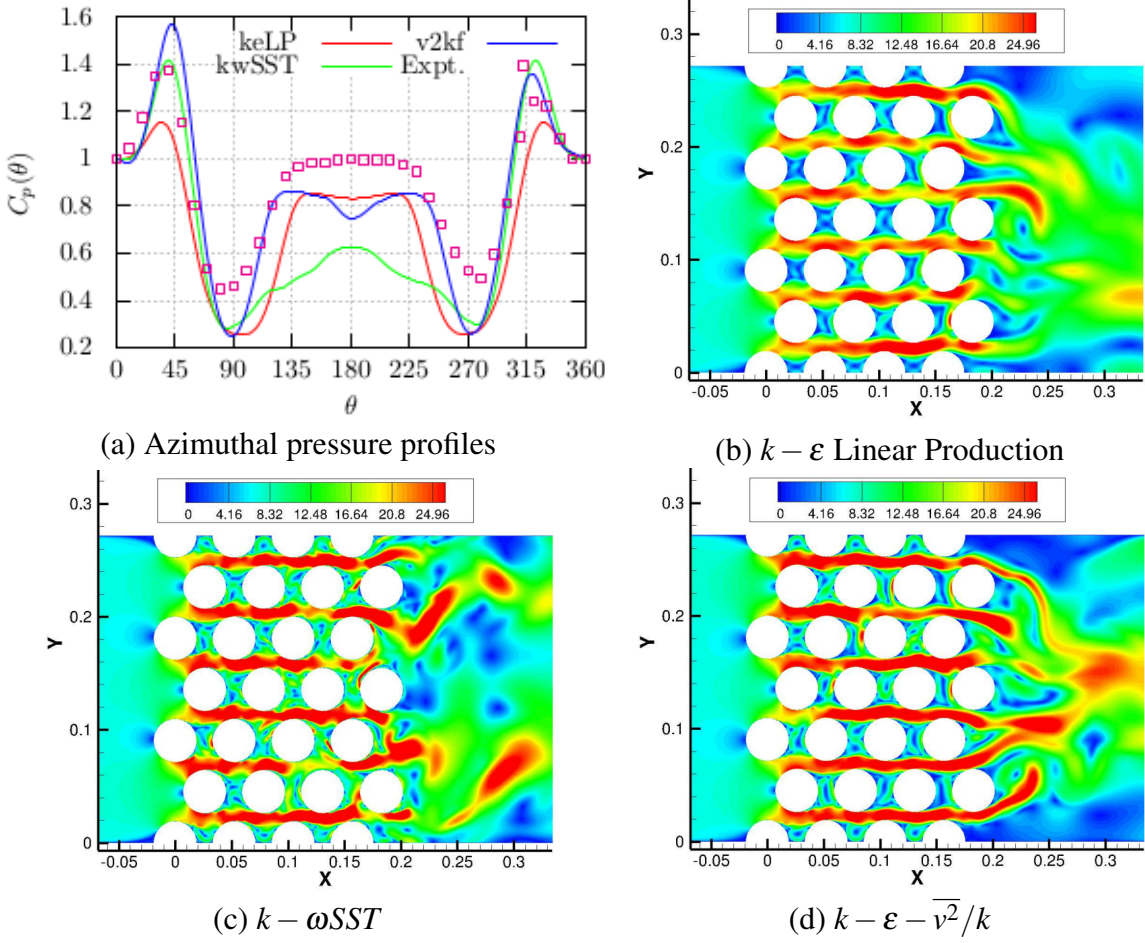 1.6
1.4
1.2
1
0.8
0.6
0.4
0.2
C_p(θ)
keLP
v2kf
kwSST
Expt.
0 45 90 135 180 225 270 315 360
θ
(a) Azimuthal pressure profiles
0 4.16 8.32 12.48 16.64 20.8 24.96
0.3
0.2
Y
0.1
0
-0.05 0 0.05 0.1 0.15 0.2 0.25 0.3
X
(b) k − ε Linear Production
0 4.16 8.32 12.48 16.64 20.8 24.96
0.3
0.2
Y
0.1
0
-0.05 0 0.05 0.1 0.15 0.2 0.25 0.3
X
(c) k − ωSST
0 4.16 8.32 12.48 16.64 20.8 24.96
0.3
0.2
Y
0.1
0
-0.05 0 0.05 0.1 0.15 0.2 0.25 0.3
X
(d) k − ε − v̅²/k